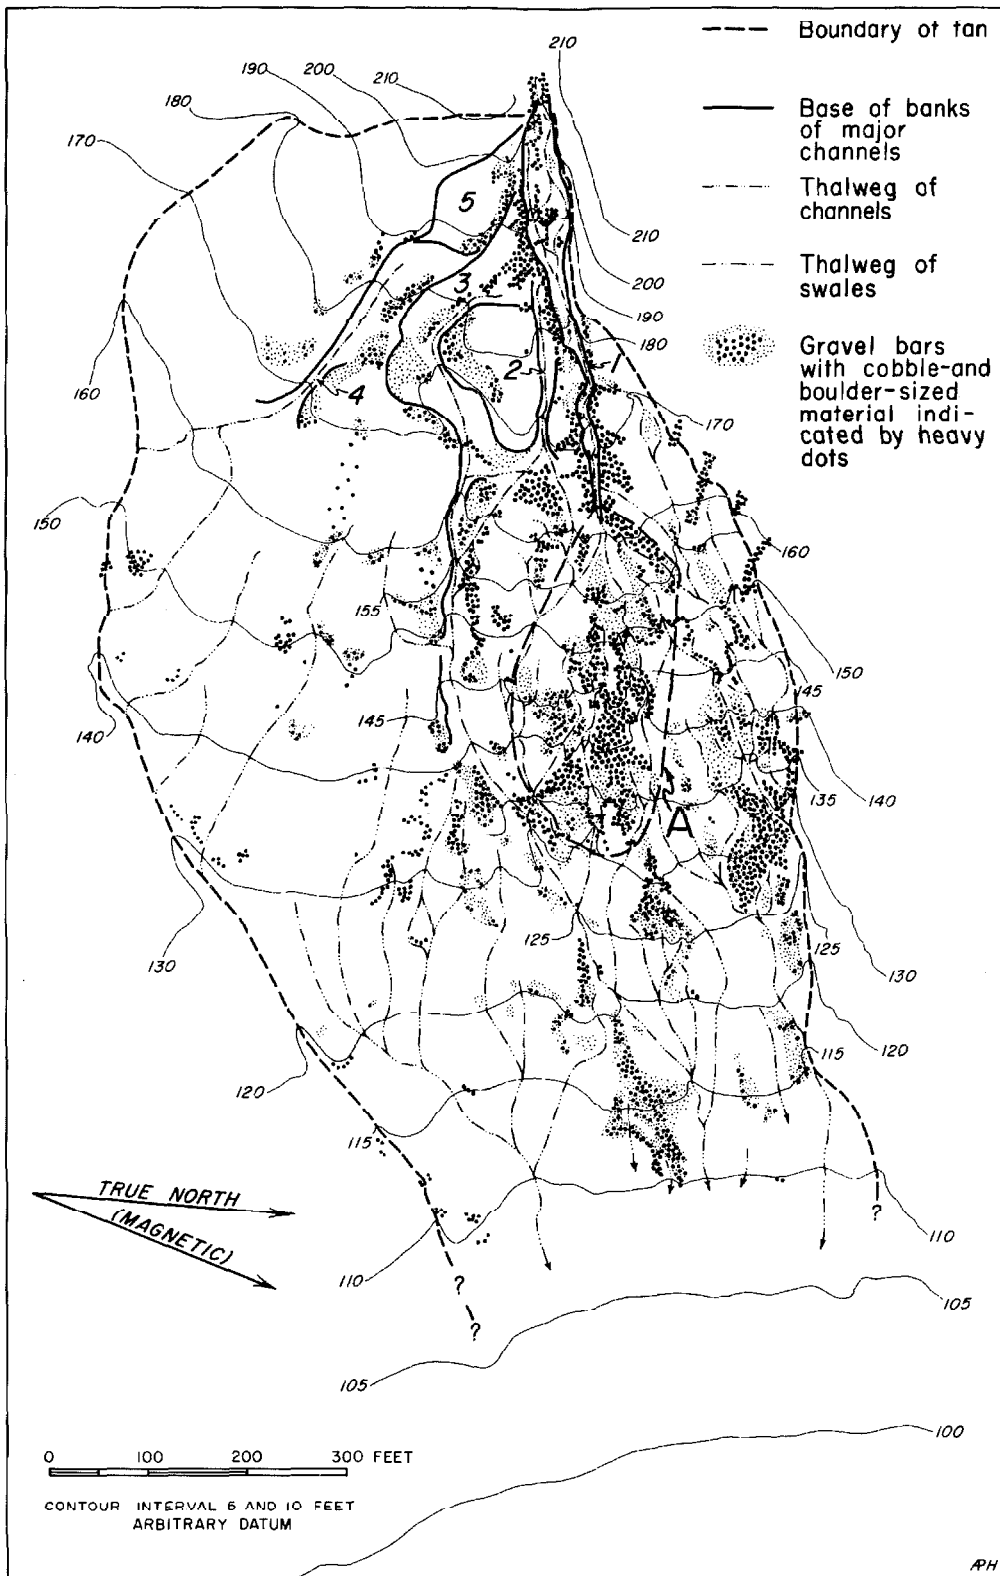 Boundary of fan
Base of banks
of major
channels
Thalweg of
channels
Thalweg of
swales
Gravel bars
with cobble-and
boulder-sized
material indi-
cated by heavy
dots
210
200
190
210
180
170
5
210
3
200
190
180
160
4
2
1
170
150
160
155
150
145
145
140
140
135
A
130
125
125
130
120
115
120
115
TRUE NORTH
(MAGNETIC)
?
110
110
?
105
?
105
100
0 100 200 300 FEET
CONTOUR INTERVAL 5 AND 10 FEET
ARBITRARY DATUM
APH